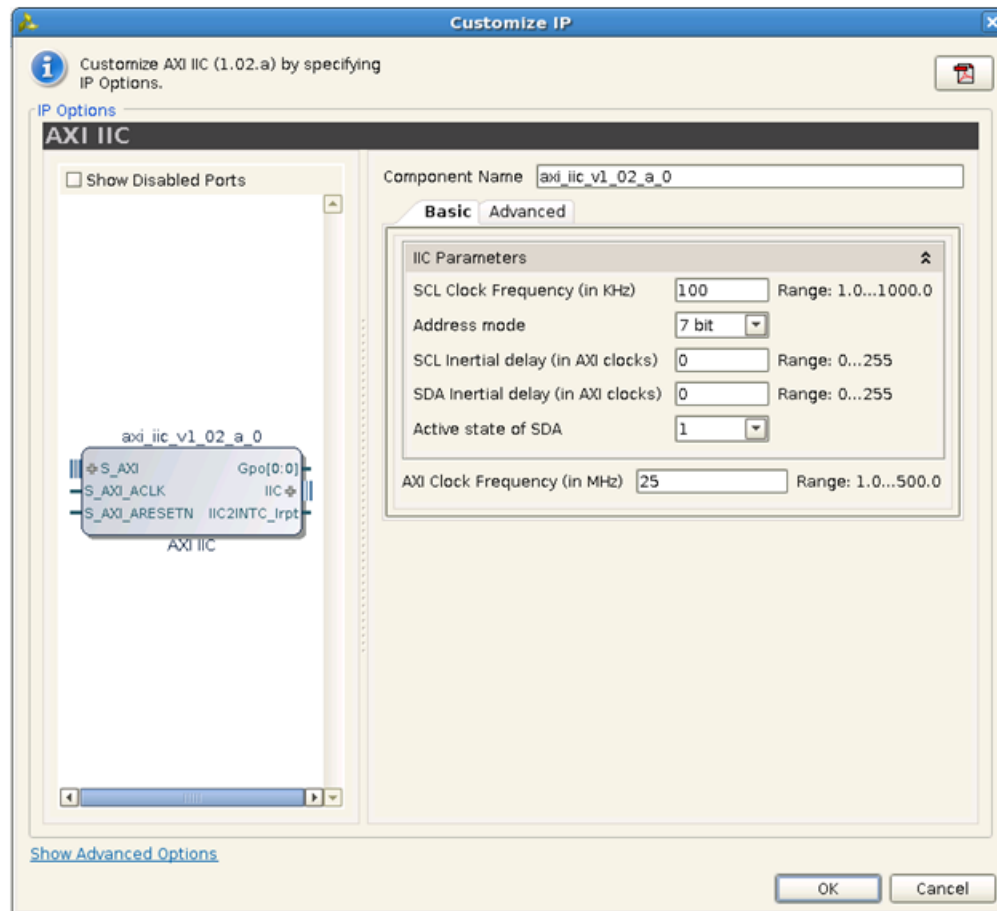 Customize IP
Customize AXI IIC (1.02.a) by specifying
IP Options.
IP Options
AXI IIC
Show Disabled Ports
axi_iic_v1_02_a_0
S_AXI
Gpo[0:0]
S_AXI_ACLK
IIC
S_AXI_ARESETN
IIC2INTC_Irpt
AXI IIC
Component Name axi_iic_v1_02_a_0
Basic Advanced
IIC Parameters
SCL Clock Frequency (in KHz) 100 Range: 1.0...1000.0
Address mode 7 bit
SCL Inertial delay (in AXI clocks) 0 Range: 0...255
SDA Inertial delay (in AXI clocks) 0 Range: 0...255
Active state of SDA 1
AXI Clock Frequency (in MHz) 25 Range: 1.0...500.0
Show Advanced Options
OK Cancel